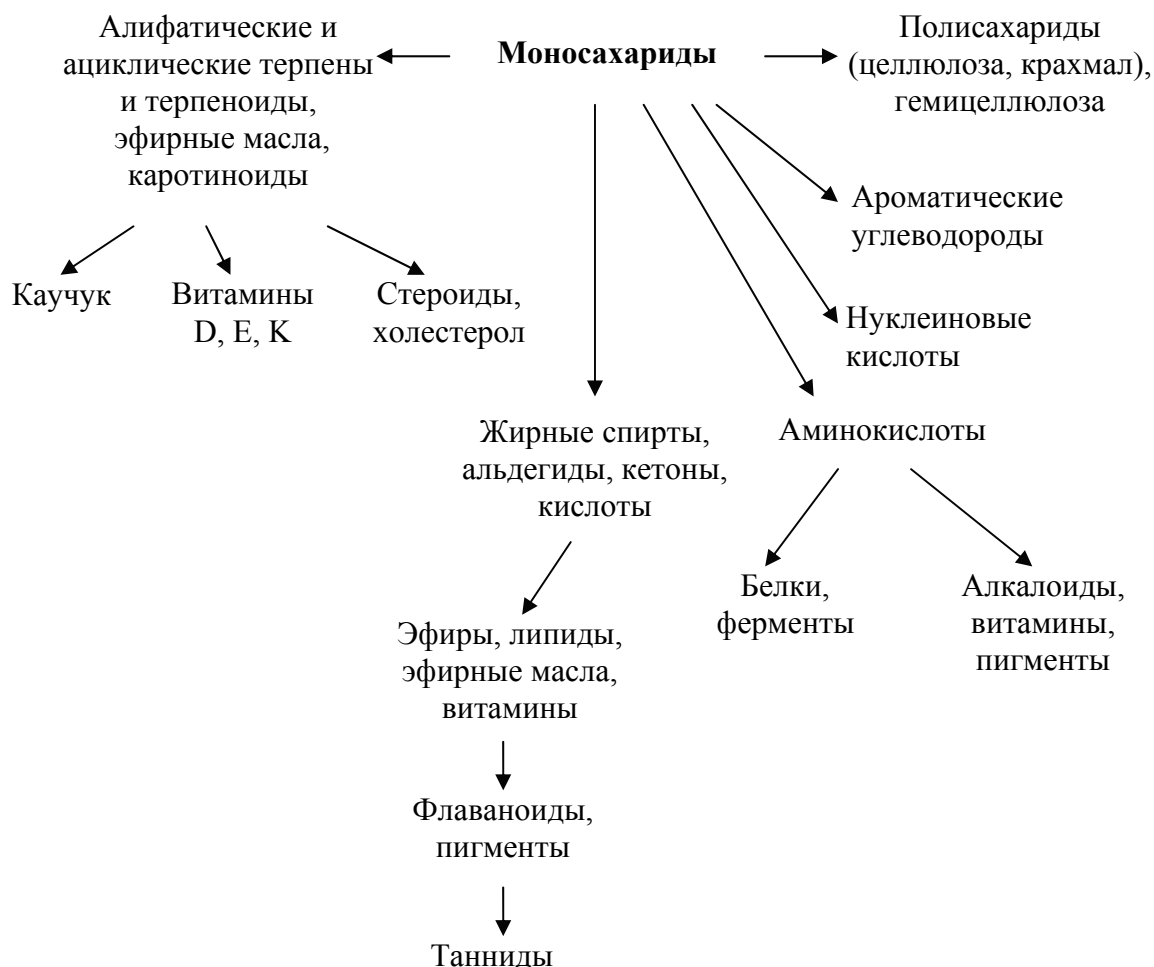 Алифатические и
ациклические терпены
и терпеноиды,
эфирные масла,
каротиноиды
Моносахариды
Полисахариды
(целлюлоза, крахмал),
гемицеллюлоза
Ароматические
углеводороды
Каучук
Витамины
D, E, K
Стероиды,
холестерол
Нуклеиновые
кислоты
Жирные спирты,
альдегиды, кетоны,
кислоты
Аминокислоты
Белки,
ферменты
Алкалоиды,
витамины,
пигменты
Эфиры, липиды,
эфирные масла,
витамины
Флаваноиды,
пигменты
Танниды